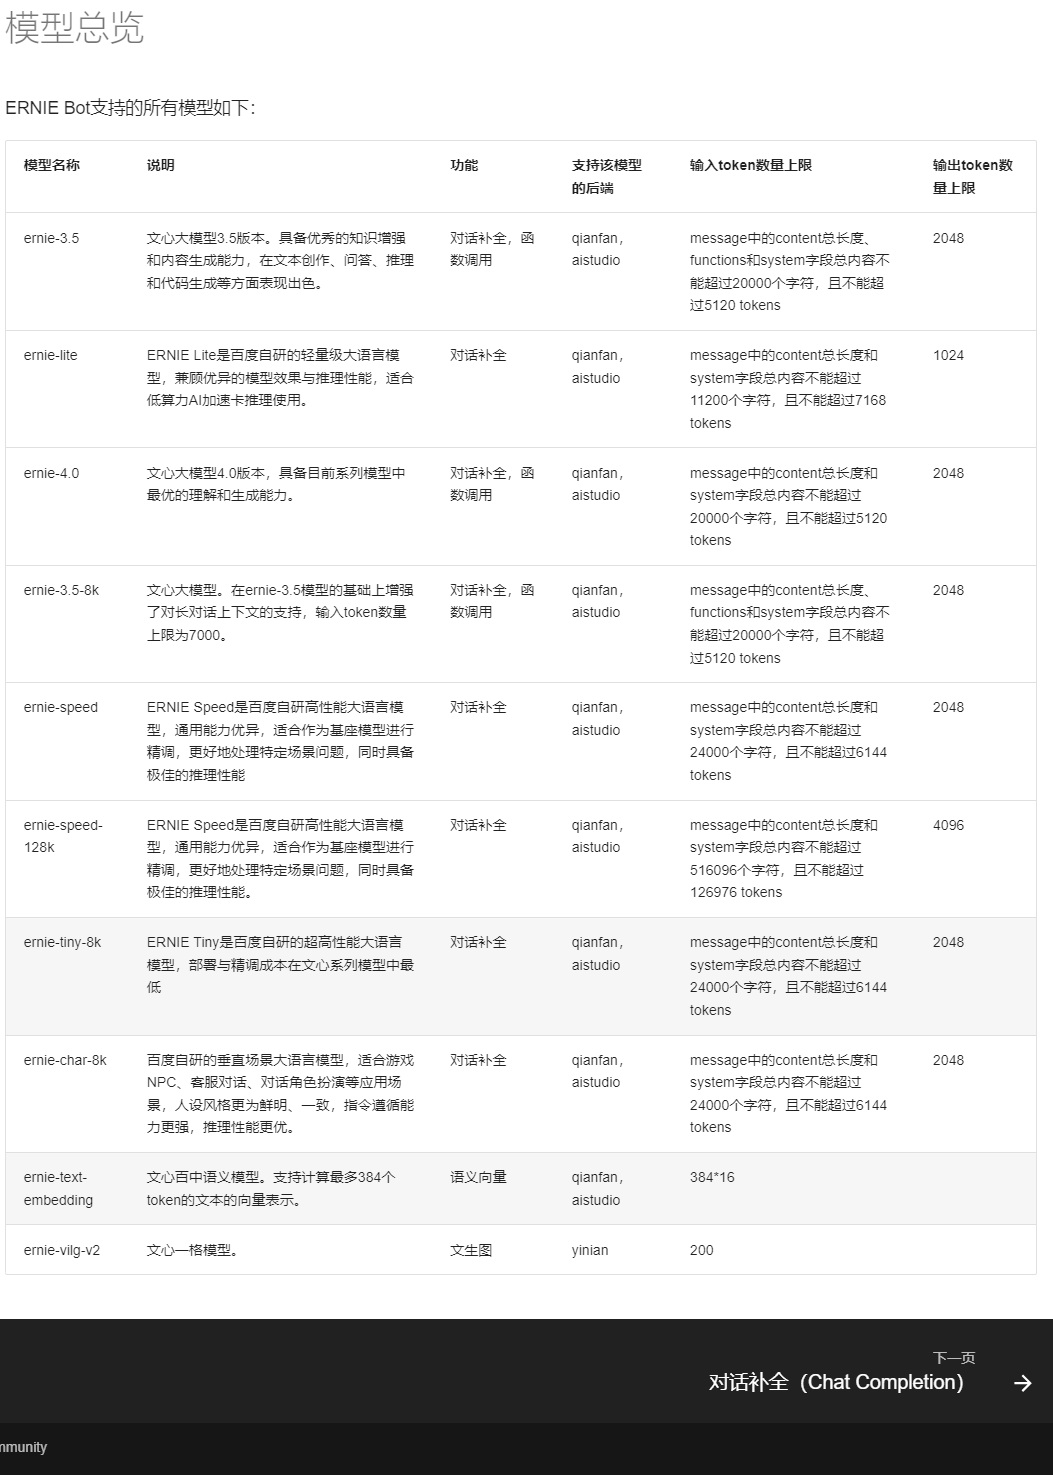 模型总览
ERNIE Bot支持的所有模型如下：
模型名称
说明
功能
支持该模型
的后端
输入token数量上限
输出token数
量上限
ernie-3.5
文心大模型3.5版本。具备优秀的知识增强
和内容生成能力，在文本创作、问答、推理
和代码生成等方面表现出色。
对话补全，函
数调用
qianfan，
aistudio
message中的content总长度、
functions和system字段总内容不
能超过20000个字符，且不能超
过5120 tokens
2048
ernie-lite
ERNIE Lite是百度自研的轻量级大语言模
型，兼顾优异的模型效果与推理性能，适合
低算力AI加速卡推理使用。
对话补全
qianfan，
aistudio
message中的content总长度和
system字段总内容不能超过
11200个字符，且不能超过7168
tokens
1024
ernie-4.0
文心大模型4.0版本，具备目前系列模型中
最优的理解和生成能力。
对话补全，函
数调用
qianfan，
aistudio
message中的content总长度和
system字段总内容不能超过
20000个字符，且不能超过5120
tokens
2048
ernie-3.5-8k
文心大模型。在ernie-3.5模型的基础上增强
了对长对话上下文的支持，输入token数量
上限为7000。
对话补全，函
数调用
qianfan，
aistudio
message中的content总长度、
functions和system字段总内容不
能超过20000个字符，且不能超
过5120 tokens
2048
ernie-speed
ERNIE Speed是百度自研高性能大语言模
型，通用能力优异，适合作为基座模型进行
精调，更好地处理特定场景问题，同时具备
极佳的推理性能
对话补全
qianfan，
aistudio
message中的content总长度和
system字段总内容不能超过
24000个字符，且不能超过6144
tokens
2048
ernie-speed-
128k
ERNIE Speed是百度自研高性能大语言模
型，通用能力优异，适合作为基座模型进行
精调，更好地处理特定场景问题，同时具备
极佳的推理性能。
对话补全
qianfan，
aistudio
message中的content总长度和
system字段总内容不能超过
516096个字符，且不能超过
126976 tokens
4096
ernie-tiny-8k
ERNIE Tiny是百度自研的超高性能大语言
模型，部署与精调成本在文心系列模型中最
低
对话补全
qianfan，
aistudio
message中的content总长度和
system字段总内容不能超过
24000个字符，且不能超过6144
tokens
2048
ernie-char-8k
百度自研的垂直场景大语言模型，适合游戏
NPC、客服对话、对话角色扮演等应用场
景，人设风格更为鲜明、一致，指令遵循能
力更强，推理性能更优。
对话补全
qianfan，
aistudio
message中的content总长度和
system字段总内容不能超过
24000个字符，且不能超过6144
tokens
2048
ernie-text-
embedding
文心百中语义模型。支持计算最多384个
token的文本的向量表示。
语义向量
qianfan，
aistudio
384*16
ernie-vilg-v2
文心一格模型。
文生图
yinian
200
下一页
对话补全（Chat Completion）
mmunity